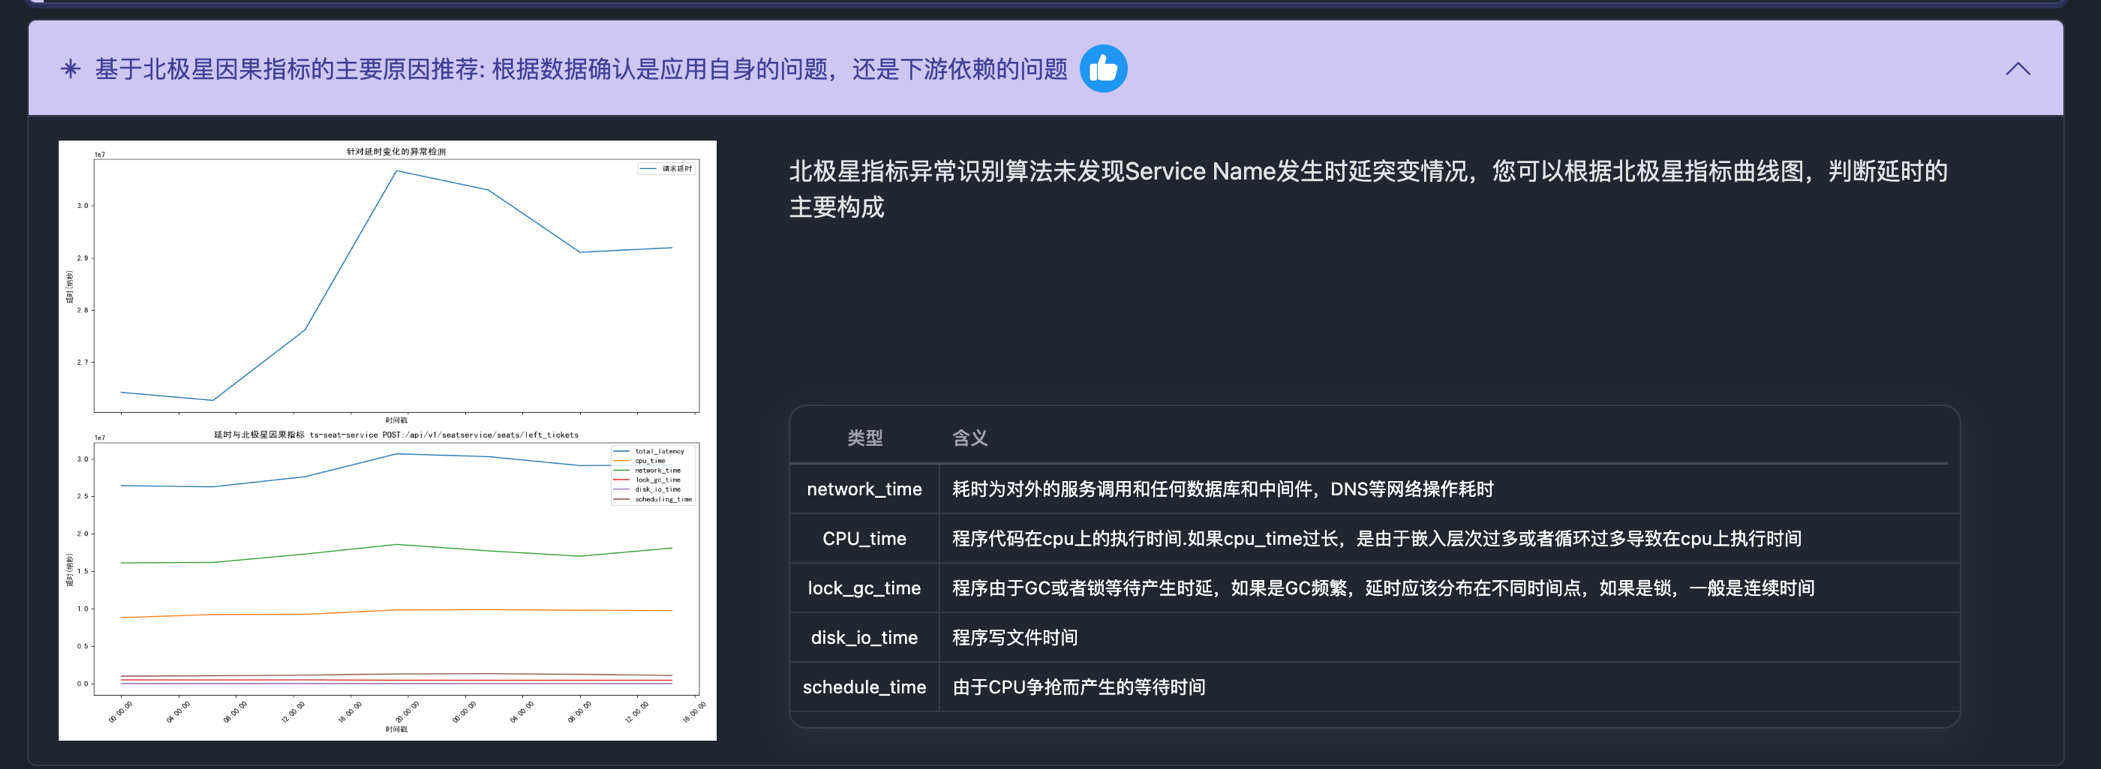 基于北极星因果指标的主要原因推荐: 根据数据确认是应用自身的问题，还是下游依赖的问题
针对延时变化的异常检测
1e7
请求延时
3.0
2.9
2.8
2.7
延时(纳秒)
时间戳
延时与北极星因果指标 ts-seat-service POST:/api/v1/seatservice/seats/left_tickets
1e7
total_latency
cpu_time
network_time
lock_gc_time
disk_io_time
scheduling_time
3.0
2.5
2.0
1.5
1.0
0.5
0.0
延时(纳秒)
00:00:00
04:00:00
08:00:00
12:00:00
16:00:00
20:00:00
00:00:00
04:00:00
08:00:00
12:00:00
16:00:00
时间戳
北极星指标异常识别算法未发现Service Name发生时延突变情况，您可以根据北极星指标曲线图，判断延时的
主要构成
类型 含义
network_time 耗时为对外的服务调用和任何数据库和中间件，DNS等网络操作耗时
CPU_time 程序代码在cpu上的执行时间.如果cpu_time过长，是由于嵌入层次过多或者循环过多导致在cpu上执行时间
lock_gc_time 程序由于GC或者锁等待产生时延，如果是GC频繁，延时应该分布在不同时间点，如果是锁，一般是连续时间
disk_io_time 程序写文件时间
schedule_time 由于CPU争抢而产生的等待时间